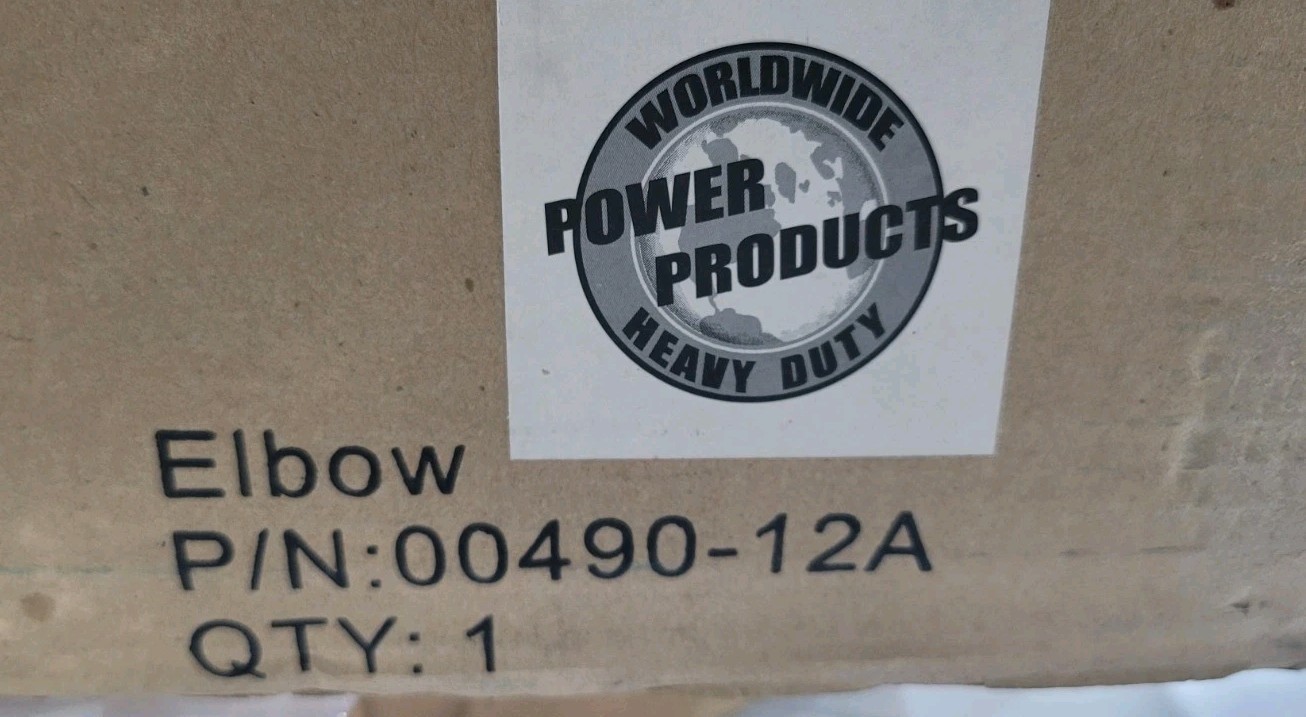 WORLDWIDE
POWER
PRODUCTS
HEAVY DUTY
Elbow
P/N:00490-12A
QTY: 1